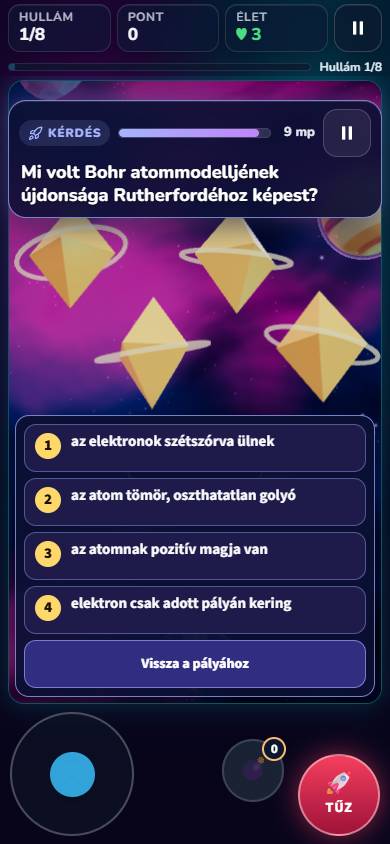 HULLÁM
1/8
PONT
0
ÉLET
3
Hullám 1/8
KÉRDÉS
9 mp
Mi volt Bohr atommodelljének
újdonsága Rutherfordéhoz képest?
1 az elektronok szétszórva ülnek
2 az atom tömör, oszthatatlan golyó
3 az atomnak pozitív magja van
4 elektron csak adott pályán kering
Vissza a pályához
0
TŰZ